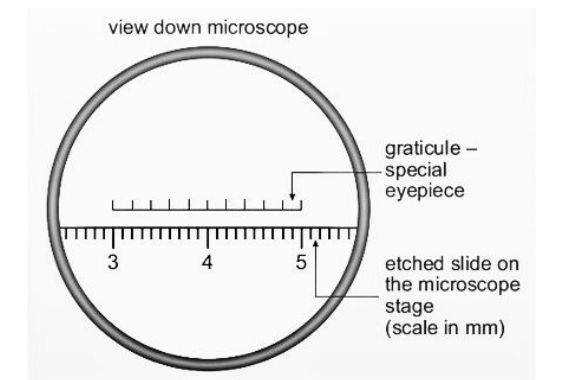 view down microscope
graticule –
special
eyepiece
3 4 5
etched slide on
the microscope
stage
(scale in mm)